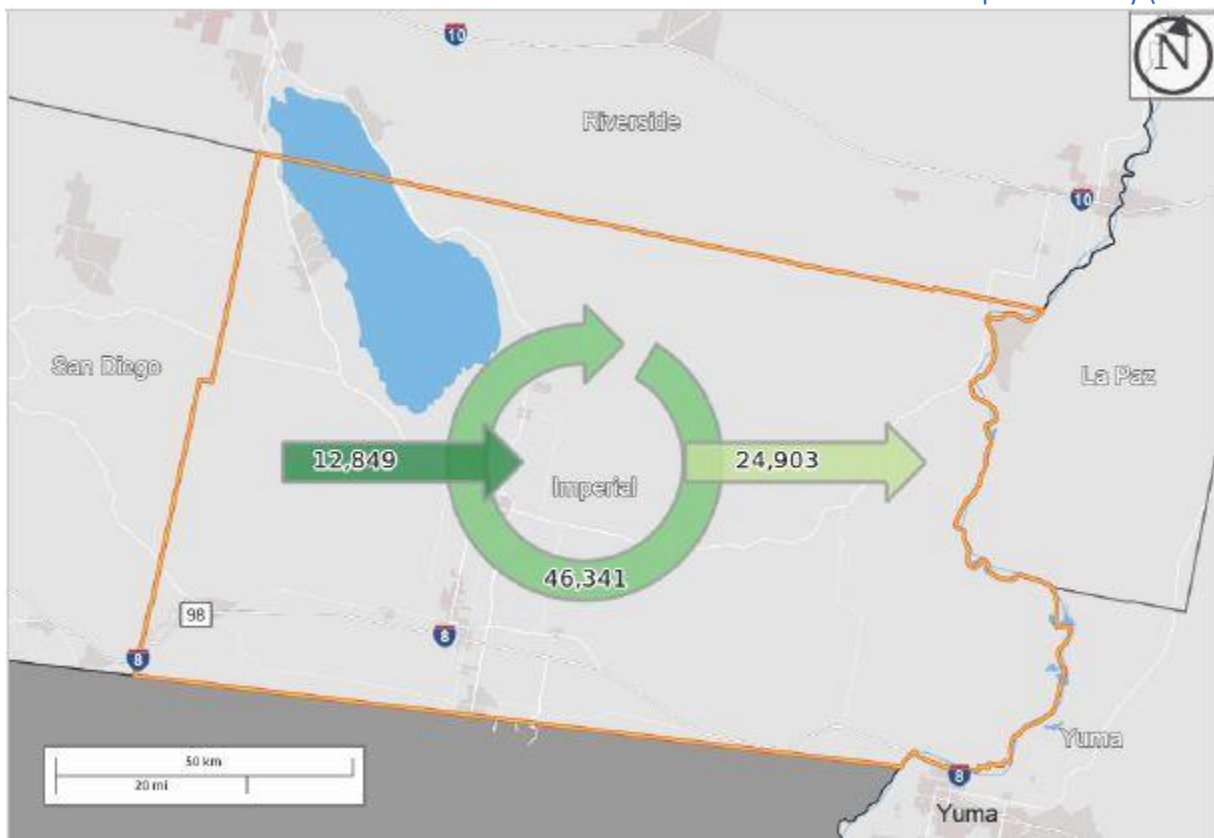 10
N
Riverside
10
San Diego
La Paz
12,849
24,903
Imperial
46,341
98
8
8
50 km
20 mi
Yuma
8
Yuma